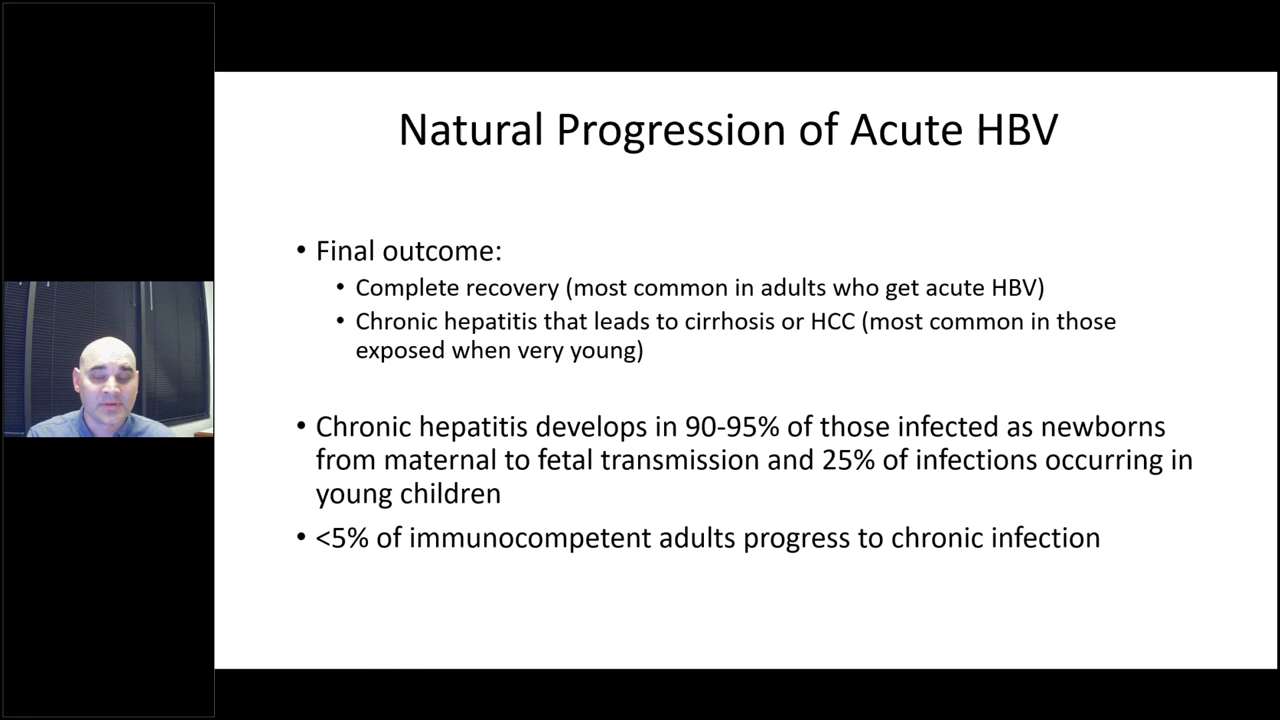 Natural Progression of Acute HBV
• Final outcome:
• Complete recovery (most common in adults who get acute HBV)
• Chronic hepatitis that leads to cirrhosis or HCC (most common in those
exposed when very young)
• Chronic hepatitis develops in 90-95% of those infected as newborns
from maternal to fetal transmission and 25% of infections occurring in
young children
• <5% of immunocompetent adults progress to chronic infection